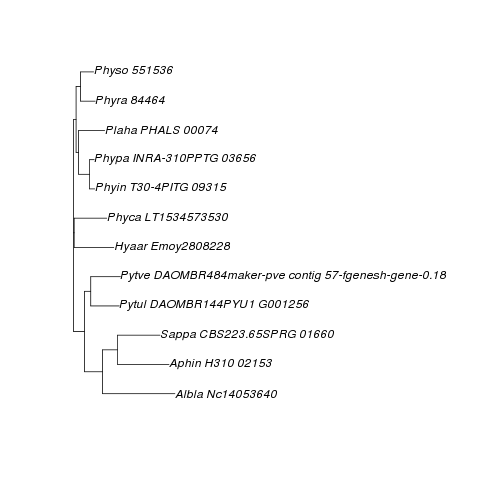 Physo 551536
Phyra 84464
Plaha PHALS 00074
Phypa INRA-310PPTG 03656
Phyin T30-4PITG 09315
Phyca LT1534573530
Hyaar Emoy2808228
Pytve DAOMBR484maker-pve contig 57-fgenesh-gene-0.18
Pytul DAOMBR144PYU1 G001256
Sappa CBS223.65SPRG 01660
Aphin H310 02153
Albla Nc14053640